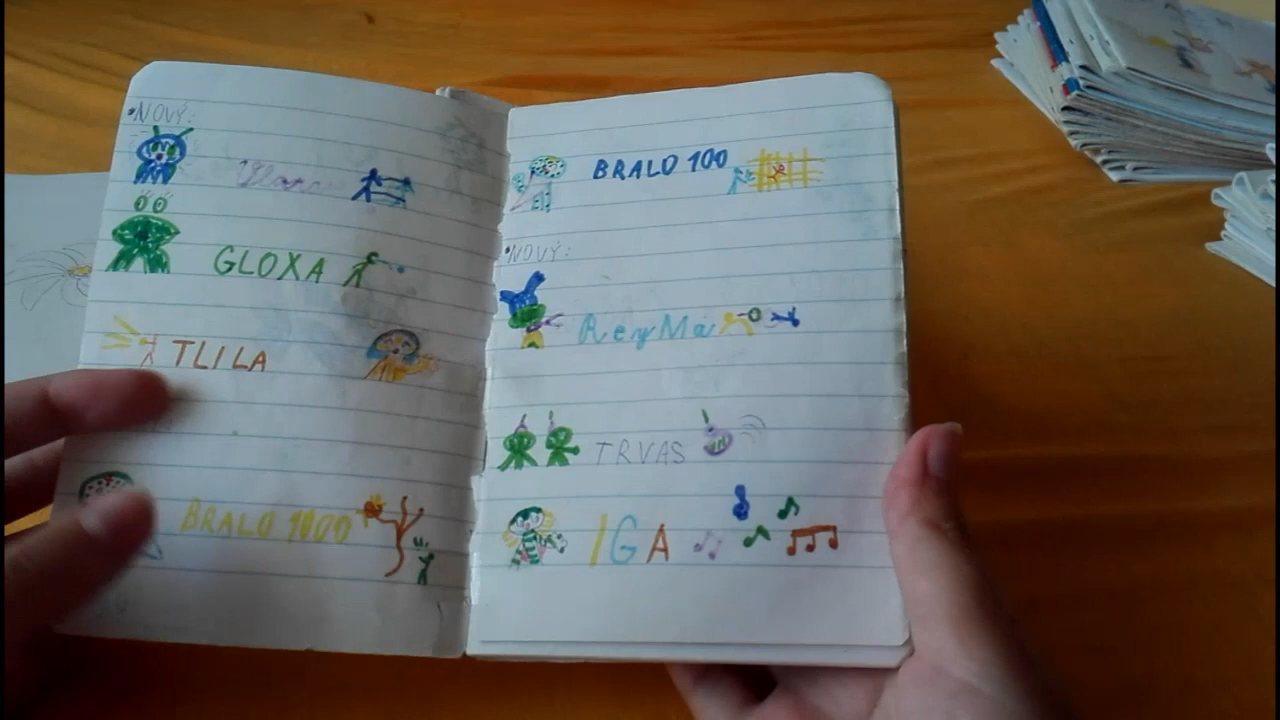 NOVÝ:
GLOXA
TLILA
BRALO 1000
BRALO 100
NOVÝ:
ReyMa
TRVAS
IGA